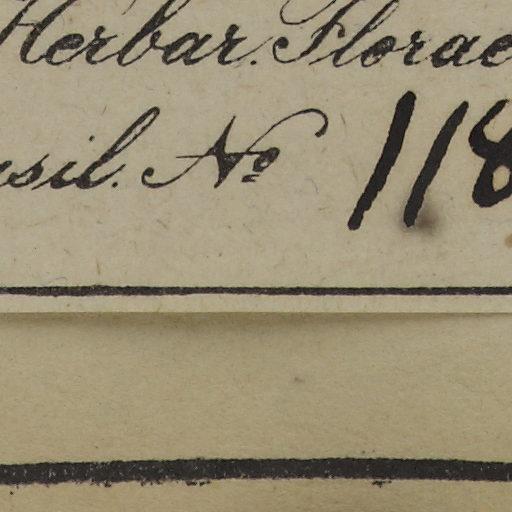 Herbar. Florae
asil. No 118